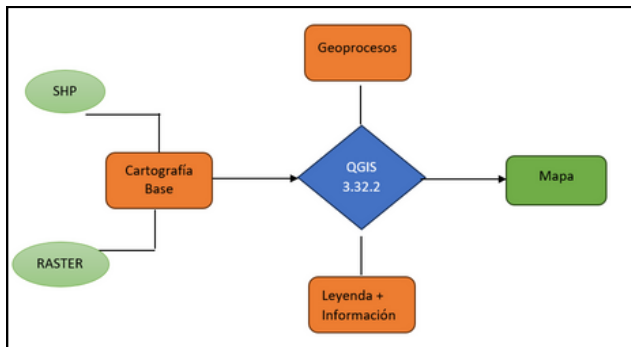 Geoprocesos
SHP
Cartografía
Base
QGIS
3.32.2
Mapa
RASTER
Leyenda +
Información